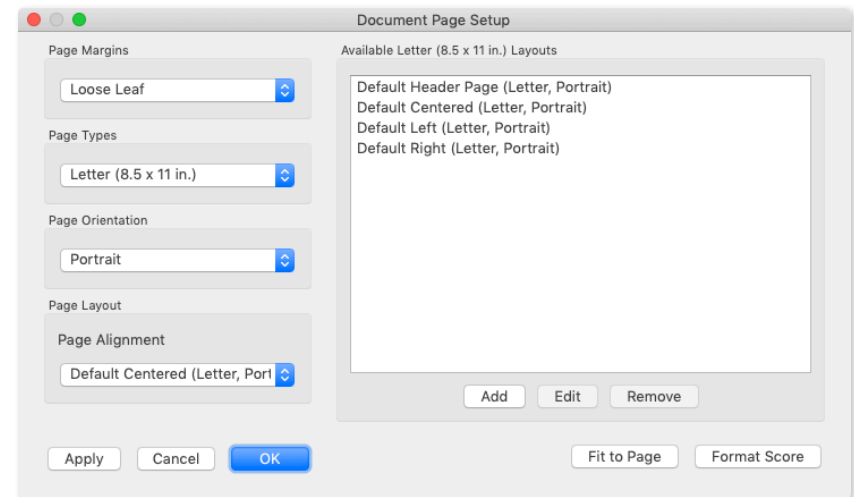 Document Page Setup
Page Margins
Loose Leaf
Page Types
Letter (8.5 x 11 in.)
Page Orientation
Portrait
Page Layout
Page Alignment
Default Centered (Letter, Port
Available Letter (8.5 x 11 in.) Layouts
Default Header Page (Letter, Portrait)
Default Centered (Letter, Portrait)
Default Left (Letter, Portrait)
Default Right (Letter, Portrait)
Add Edit Remove
Apply Cancel OK Fit to Page Format Score